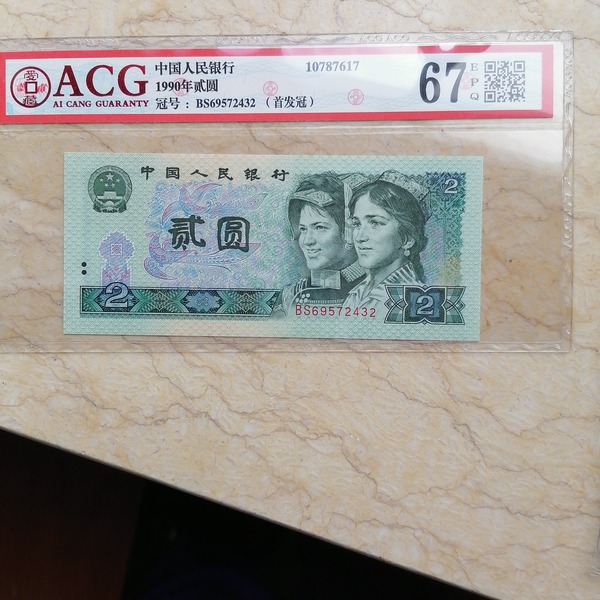 愛藏
ACG
AI CANG GUARANTY
中国人民银行 10787617
1990年贰圆
冠号：BS69572432 （首发冠）
67
EPQ
中国人民银行
2
贰圆
2
BS69572432
2